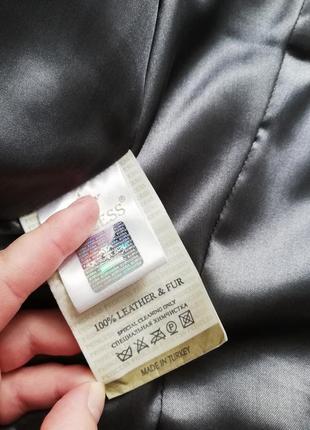 100% LEATHER & FUR
SPECIAL CLEANING ONLY
СПЕЦИАЛЬНАЯ ХИМЧИСТКА
MADE IN TURKEY